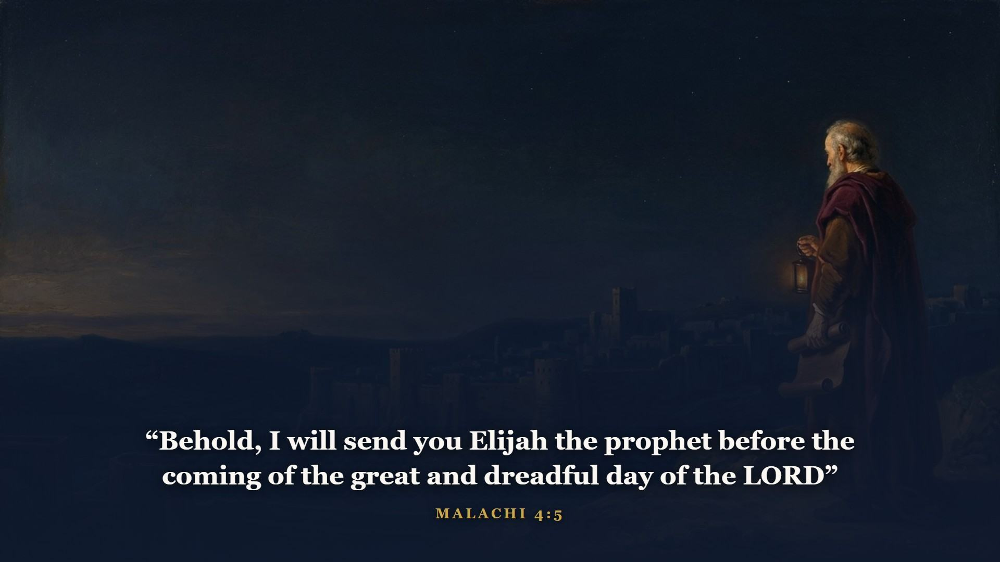 “Behold, I will send you Elijah the prophet before the
coming of the great and dreadful day of the LORD”
MALACHI 4:5